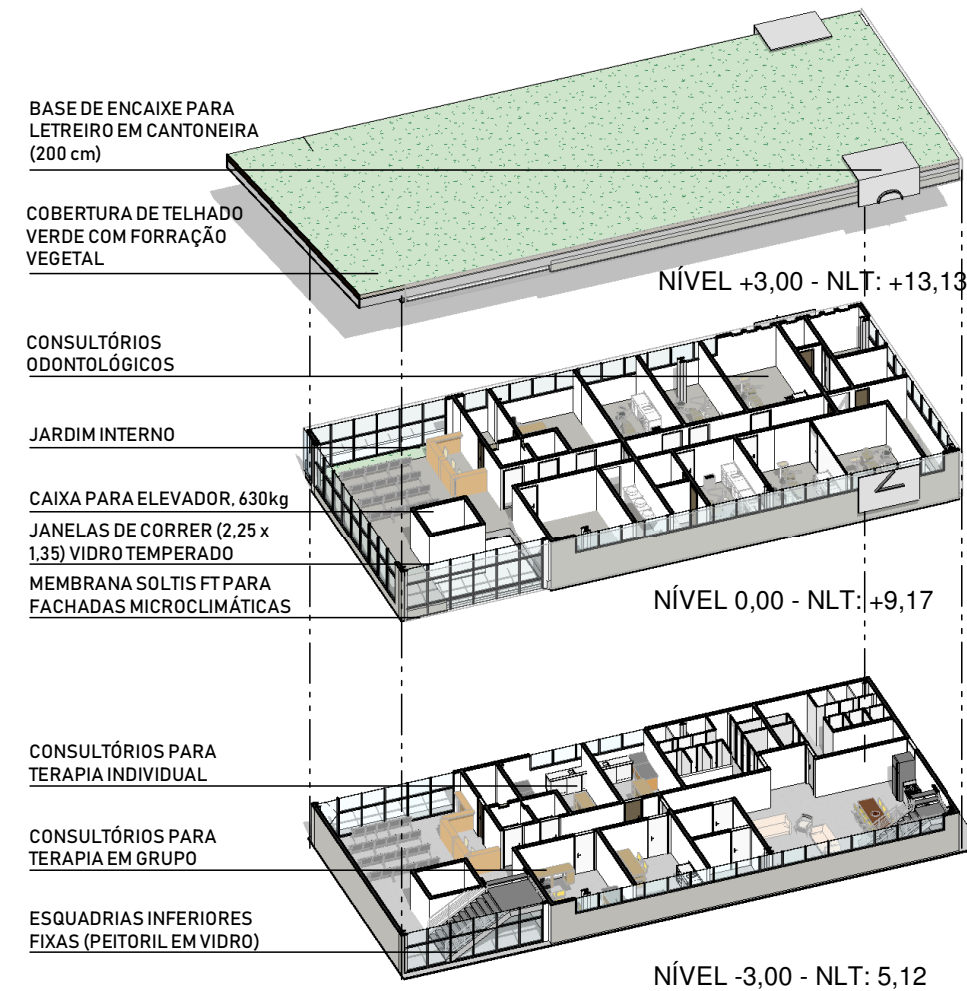 BASE DE ENCAIXE PARA
LETREIRO EM CANTONEIRA
(200 cm)
COBERTURA DE TELHADO
VERDE COM FORRAÇÃO
VEGETAL
NÍVEL +3,00 - NLT: +13,13
CONSULTÓRIOS
ODONTOLÓGICOS
JARDIM INTERNO
CAIXA PARA ELEVADOR, 630kg
JANELAS DE CORRER (2,25 x
1,35) VIDRO TEMPERADO
MEMBRANA SOLTIS FT PARA
FACHADAS MICROCLIMÁTICAS
NÍVEL 0,00 - NLT: +9,17
CONSULTÓRIOS PARA
TERAPIA INDIVIDUAL
CONSULTÓRIOS PARA
TERAPIA EM GRUPO
ESQUADRIAS INFERIORES
FIXAS (PEITORIL EM VIDRO)
NÍVEL -3,00 - NLT: 5,12